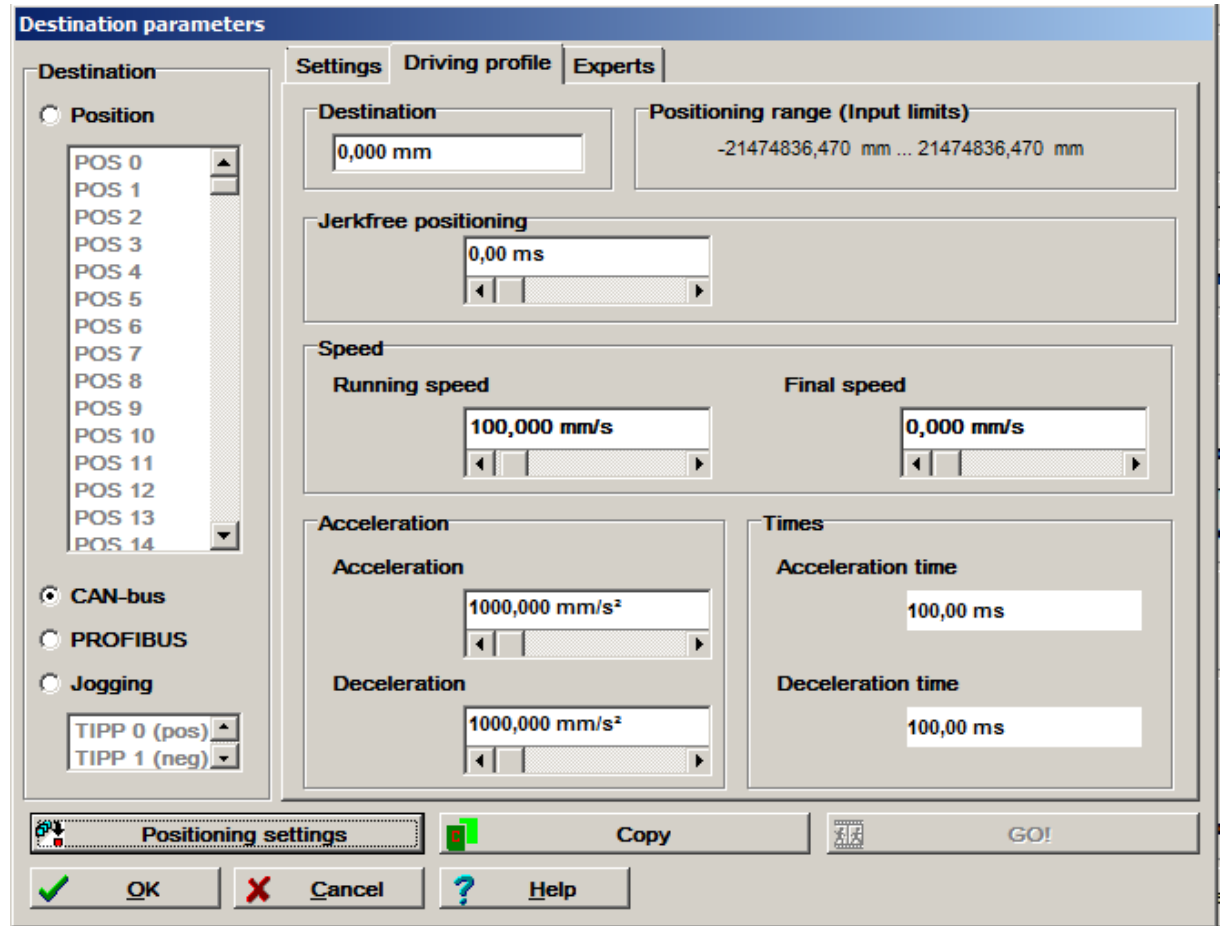 Destination parameters
Destination
Position
POS 0
POS 1
POS 2
POS 3
POS 4
POS 5
POS 6
POS 7
POS 8
POS 9
POS 10
POS 11
POS 12
POS 13
POS 14
CAN-bus
PROFIBUS
Jogging
TIPP 0 (pos)
TIPP 1 (neg)
Settings Driving profile Experts
Destination
0,000 mm
Positioning range (Input limits)
-21474836,470 mm ... 21474836,470 mm
Jerkfree positioning
0,00 ms
Speed
Running speed
100,000 mm/s
Final speed
0,000 mm/s
Acceleration
Acceleration
1000,000 mm/s²
Deceleration
1000,000 mm/s²
Times
Acceleration time
100,00 ms
Deceleration time
100,00 ms
Positioning settings
Copy
GO!
OK
Cancel
Help